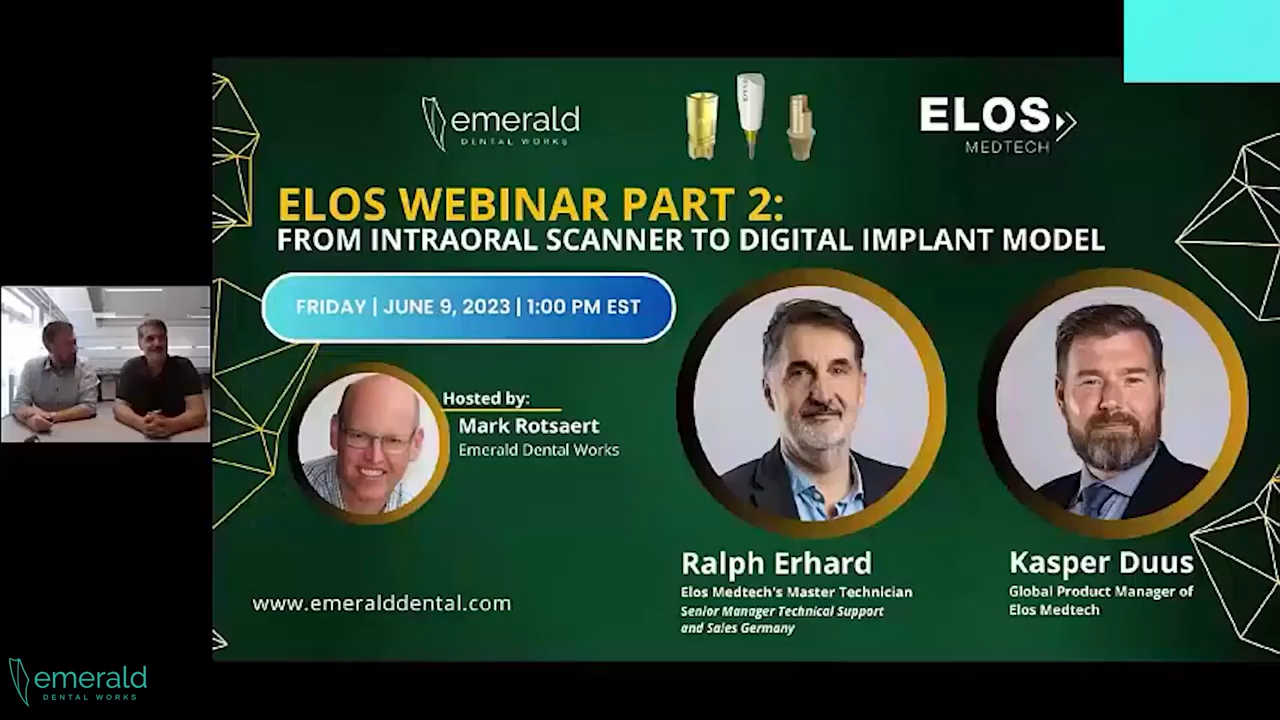 emerald
DENTAL WORKS
ELOS
MEDTECH
ELOS WEBINAR PART 2:
FROM INTRAORAL SCANNER TO DIGITAL IMPLANT MODEL
FRIDAY | JUNE 9, 2023 | 1:00 PM EST
Hosted by:
Mark Rotsaert
Emerald Dental Works
Ralph Erhard
Elos Medtech's Master Technician
Senior Manager Technical Support
and Sales Germany
Kasper Duus
Global Product Manager of
Elos Medtech
www.emeralddental.com
emerald
DENTAL WORKS